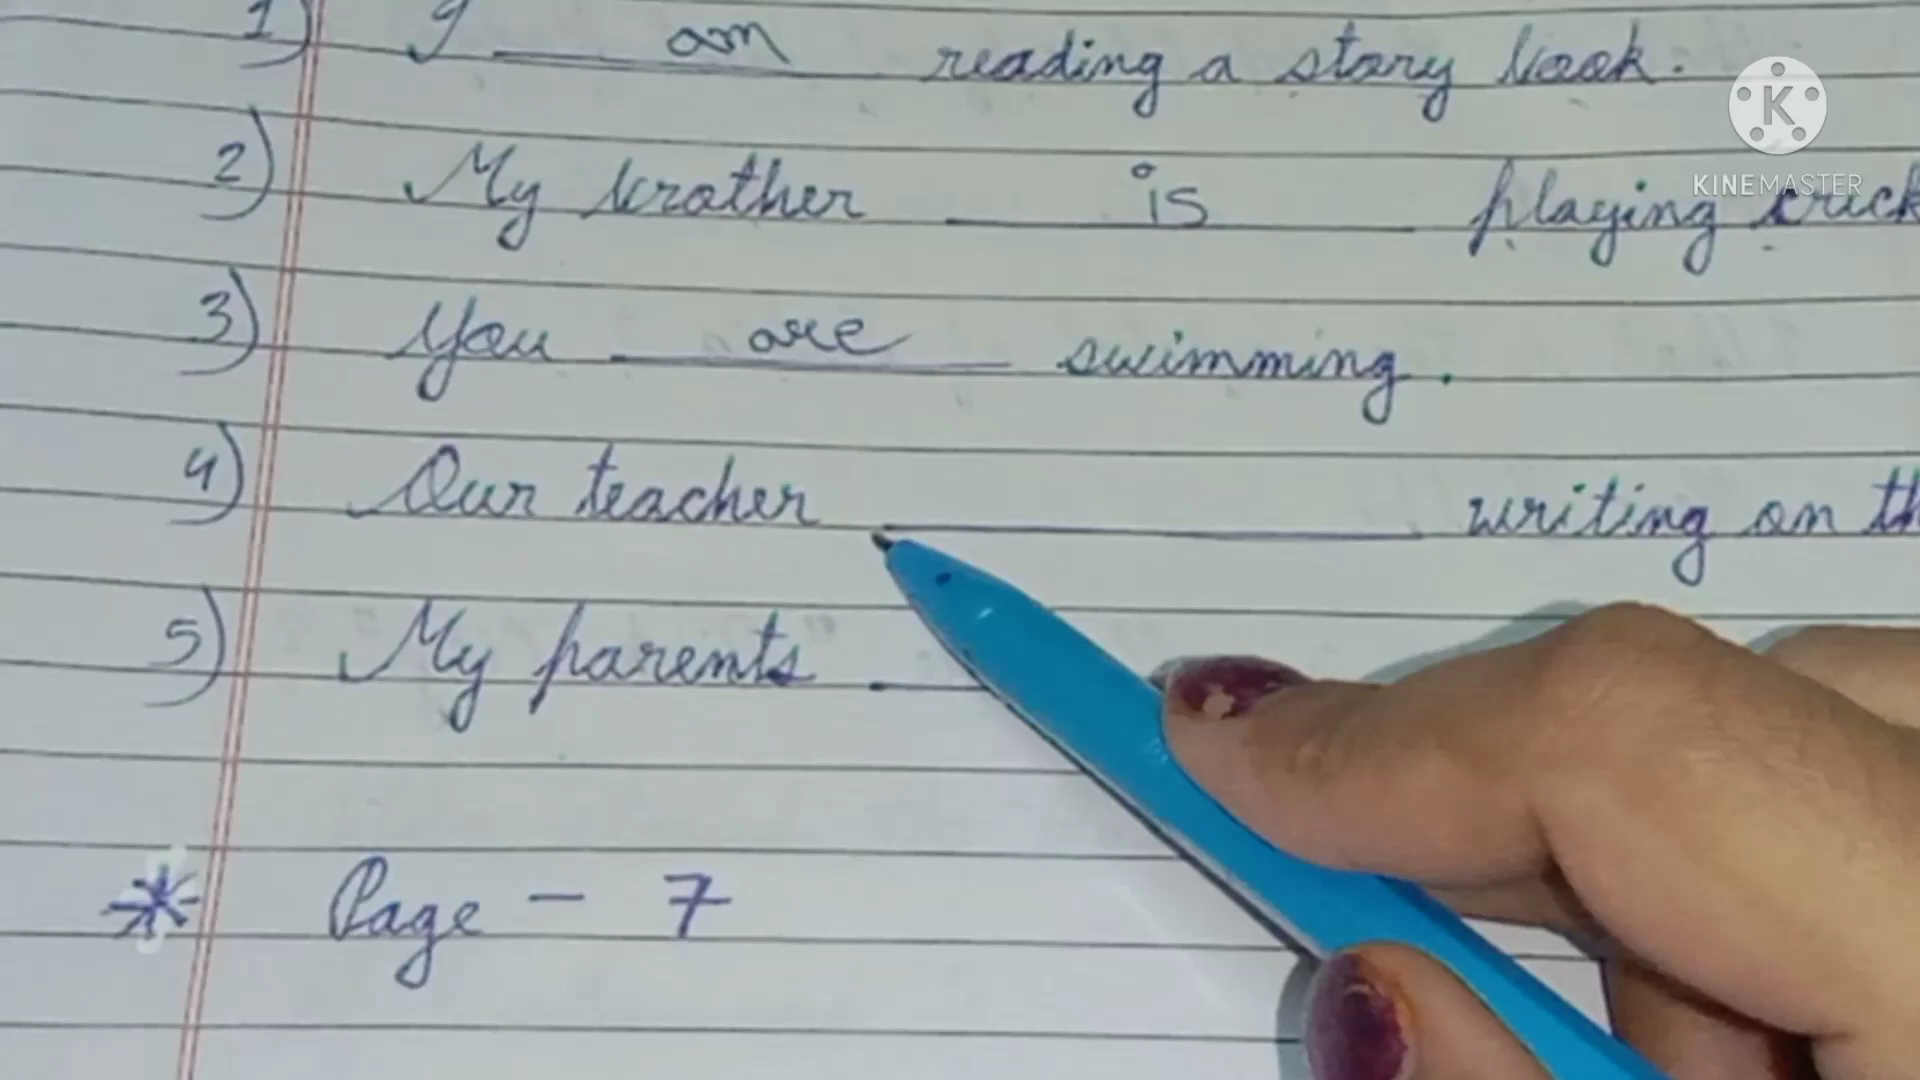 1) I am reading a story book.
2) My brother is playing
3) You are swimming.
4) Our teacher ____ writing on
5) My parents
* Page - 7
K
KINEMASTER